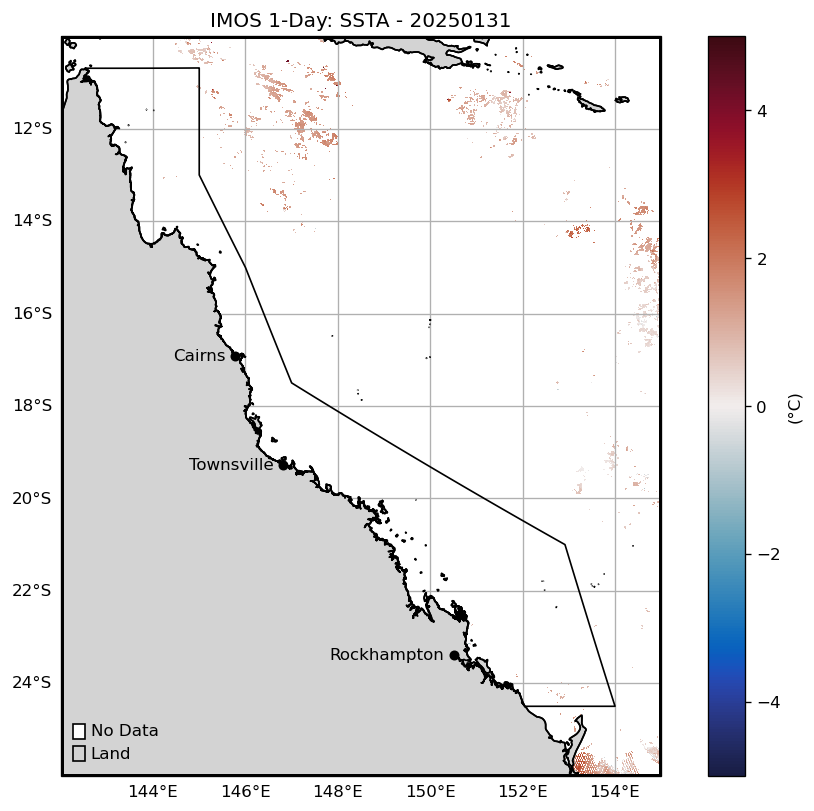 IMOS 1-Day: SSTA - 20250131
12°S
14°S
16°S
18°S
20°S
22°S
24°S
Cairns
Townsville
Rockhampton
No Data
Land
144°E
146°E
148°E
150°E
152°E
154°E
4
2
0
−2
−4
(°C)